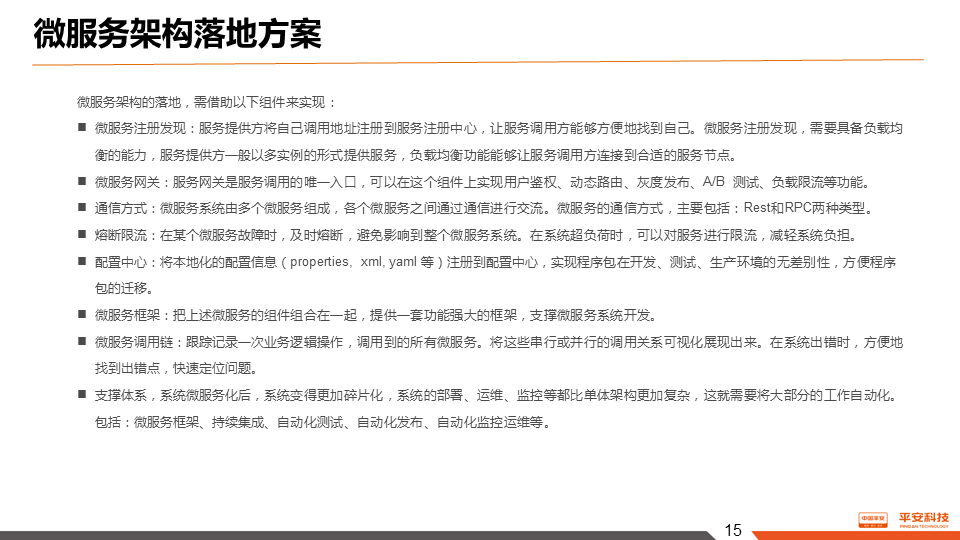 微服务架构落地方案
微服务架构的落地，需借助以下组件来实现：
■ 微服务注册发现：服务提供方将自己调用地址注册到服务注册中心，让服务调用方能够方便地找到自己。微服务注册发现，需要具备负载均
衡的能力，服务提供方一般以多实例的形式提供服务，负载均衡功能能够让服务调用方连接到合适的服务节点。
■ 微服务网关：服务网关是服务调用的唯一入口，可以在这个组件上实现用户鉴权、动态路由、灰度发布、A/B 测试、负载限流等功能。
■ 通信方式：微服务系统由多个微服务组成，各个微服务之间通过通信进行交流。微服务的通信方式，主要包括：Rest和RPC两种类型。
■ 熔断限流：在某个微服务故障时，及时熔断，避免影响到整个微服务系统。在系统超负荷时，可以对服务进行限流，减轻系统负担。
■ 配置中心：将本地化的配置信息（properties, xml, yaml 等）注册到配置中心，实现程序包在开发、测试、生产环境的无差别性，方便程序
包的迁移。
■ 微服务框架：把上述微服务的组件组合在一起，提供一套功能强大的框架，支撑微服务系统开发。
■ 微服务调用链：跟踪记录一次业务逻辑操作，调用到的所有微服务。将这些串行或并行的调用关系可视化展现出来。在系统出错时，方便地
找到出错点，快速定位问题。
■ 支撑体系，系统微服务化后，系统变得更加碎片化，系统的部署、运维、监控等都比单体架构更加复杂，这就需要将大部分的工作自动化。
包括：微服务框架、持续集成、自动化测试、自动化发布、自动化监控运维等。
15
中国平安
平安科技
PINGAN TECHNOLOGY